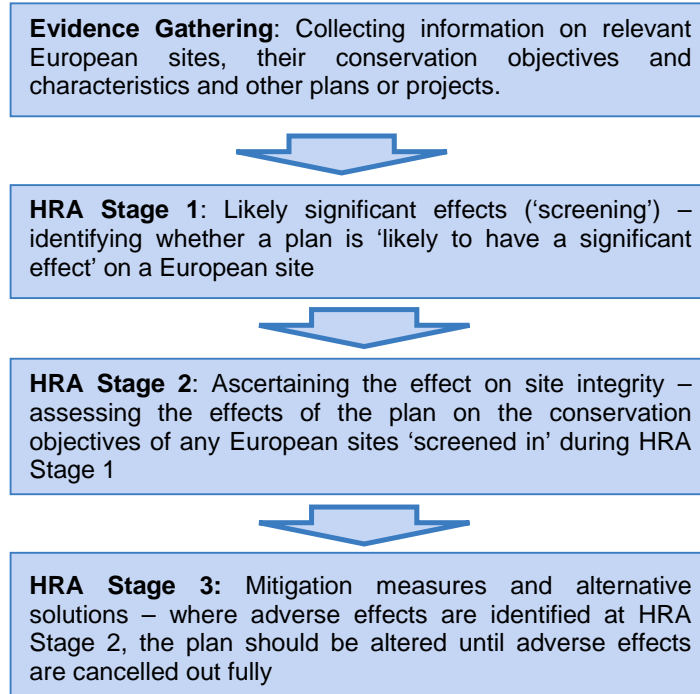 Evidence Gathering: Collecting information on relevant
European sites, their conservation objectives and
characteristics and other plans or projects.
HRA Stage 1: Likely significant effects (‘screening’) –
identifying whether a plan is ‘likely to have a significant
effect’ on a European site
HRA Stage 2: Ascertaining the effect on site integrity –
assessing the effects of the plan on the conservation
objectives of any European sites ‘screened in’ during HRA
Stage 1
HRA Stage 3: Mitigation measures and alternative
solutions – where adverse effects are identified at HRA
Stage 2, the plan should be altered until adverse effects
are cancelled out fully